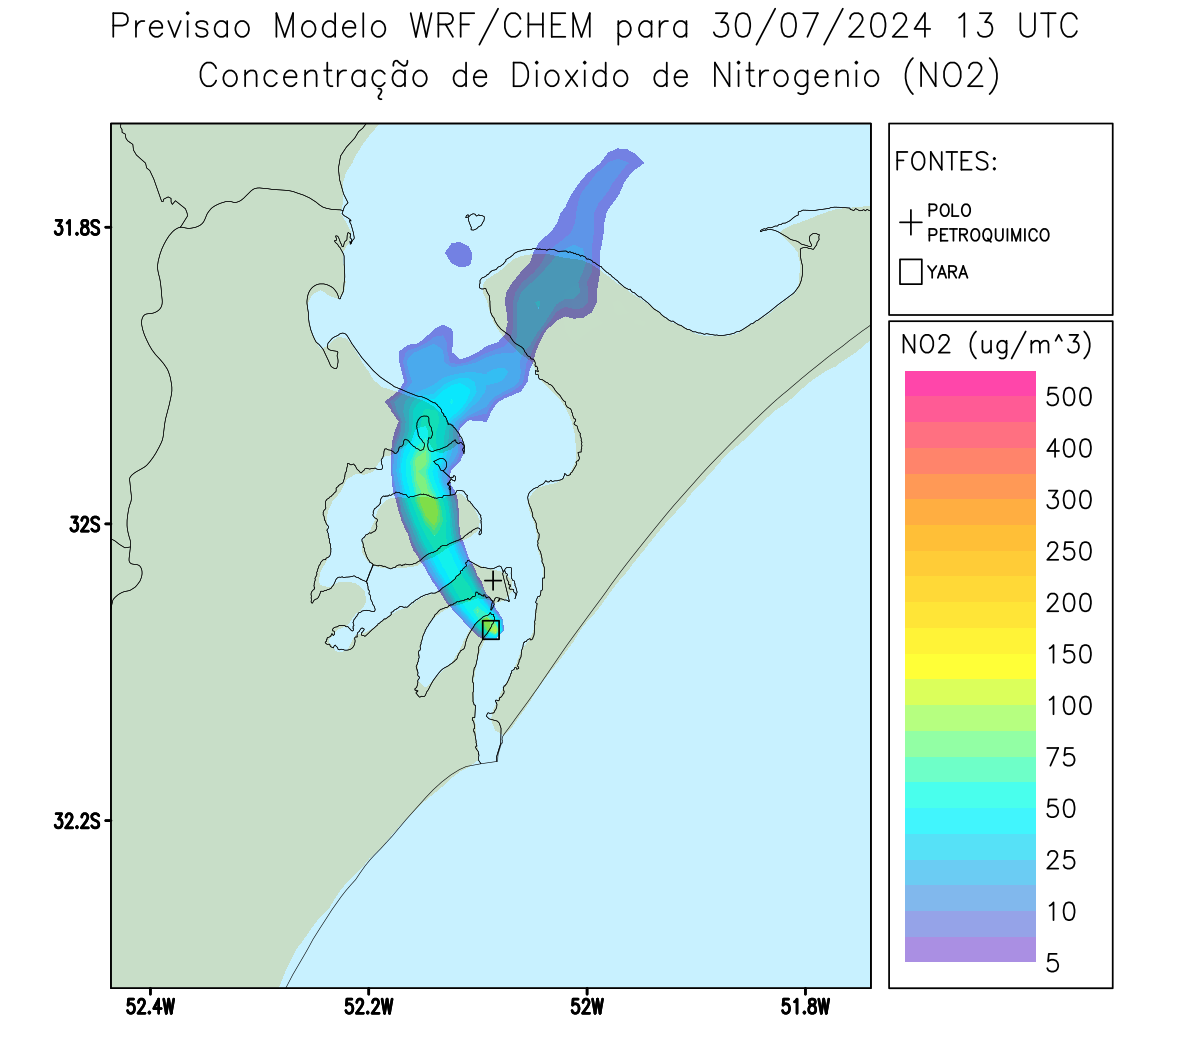 Previsao Modelo WRF/CHEM para 30/07/2024 13 UTC
Concentração de Dioxido de Nitrogenio (NO2)
FONTES:
POLO
PETROQUIMICO
YARA
31.8S
32S
32.2S
52.4W
52.2W
52W
51.8W
NO2 (ug/m^3)
500
400
300
250
200
150
100
75
50
25
10
5